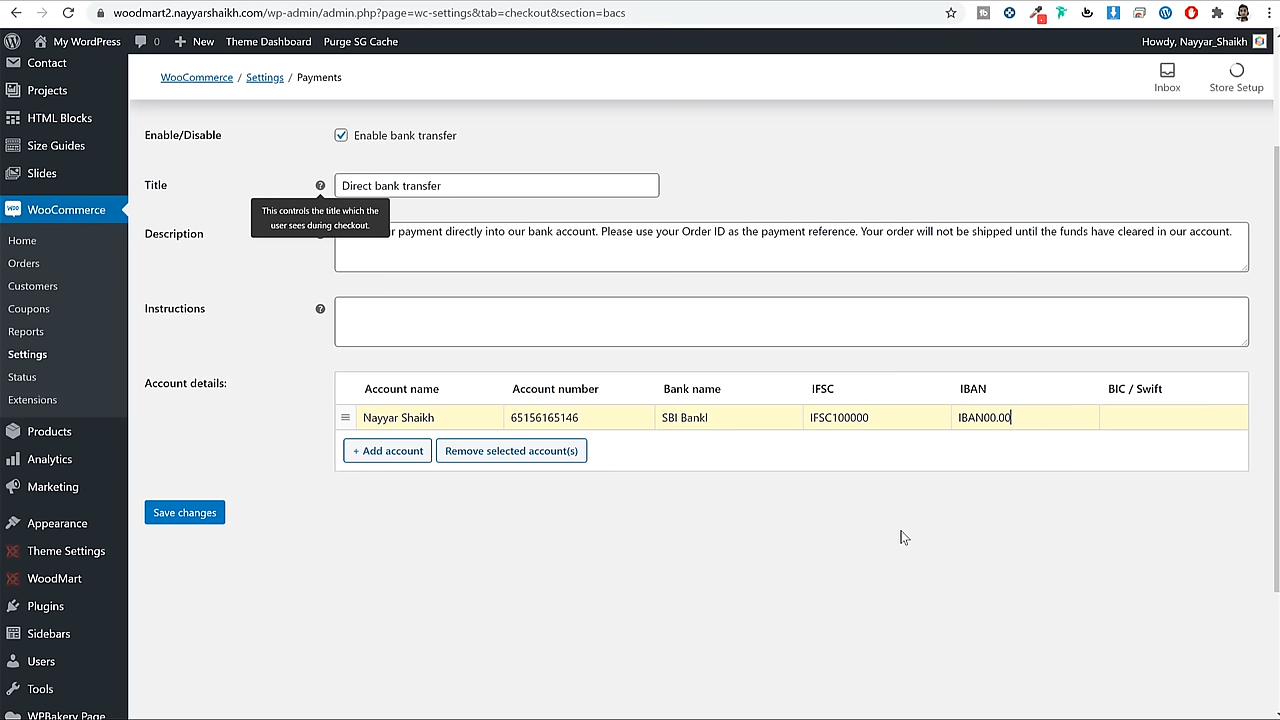 woodmart2.nayyarshaikh.com/wp-admin/admin.php?page=wc-settings&tab=checkout&section=bacs
My WordPress 0 New Theme Dashboard Purge SG Cache Howdy, Nayyar_Shaikh
Contact
Projects
HTML Blocks
Size Guides
Slides
WooCommerce
Home
Orders
Customers
Coupons
Reports
Settings
Status
Extensions
Products
Analytics
Marketing
Appearance
Theme Settings
WoodMart
Plugins
Sidebars
Users
Tools
WPBakery Page
WooCommerce / Settings / Payments
Inbox
Store Setup
Enable/Disable Enable bank transfer
Title Direct bank transfer
This controls the title which the
user sees during checkout.
Description payment directly into our bank account. Please use your Order ID as the payment reference. Your order will not be shipped until the funds have cleared in our account.
Instructions
Account details:
Account name Account number Bank name IFSC IBAN BIC / Swift
Nayyar Shaikh 65156165146 SBI Bankl IFSC100000 IBAN00.00
+ Add account Remove selected account(s)
Save changes